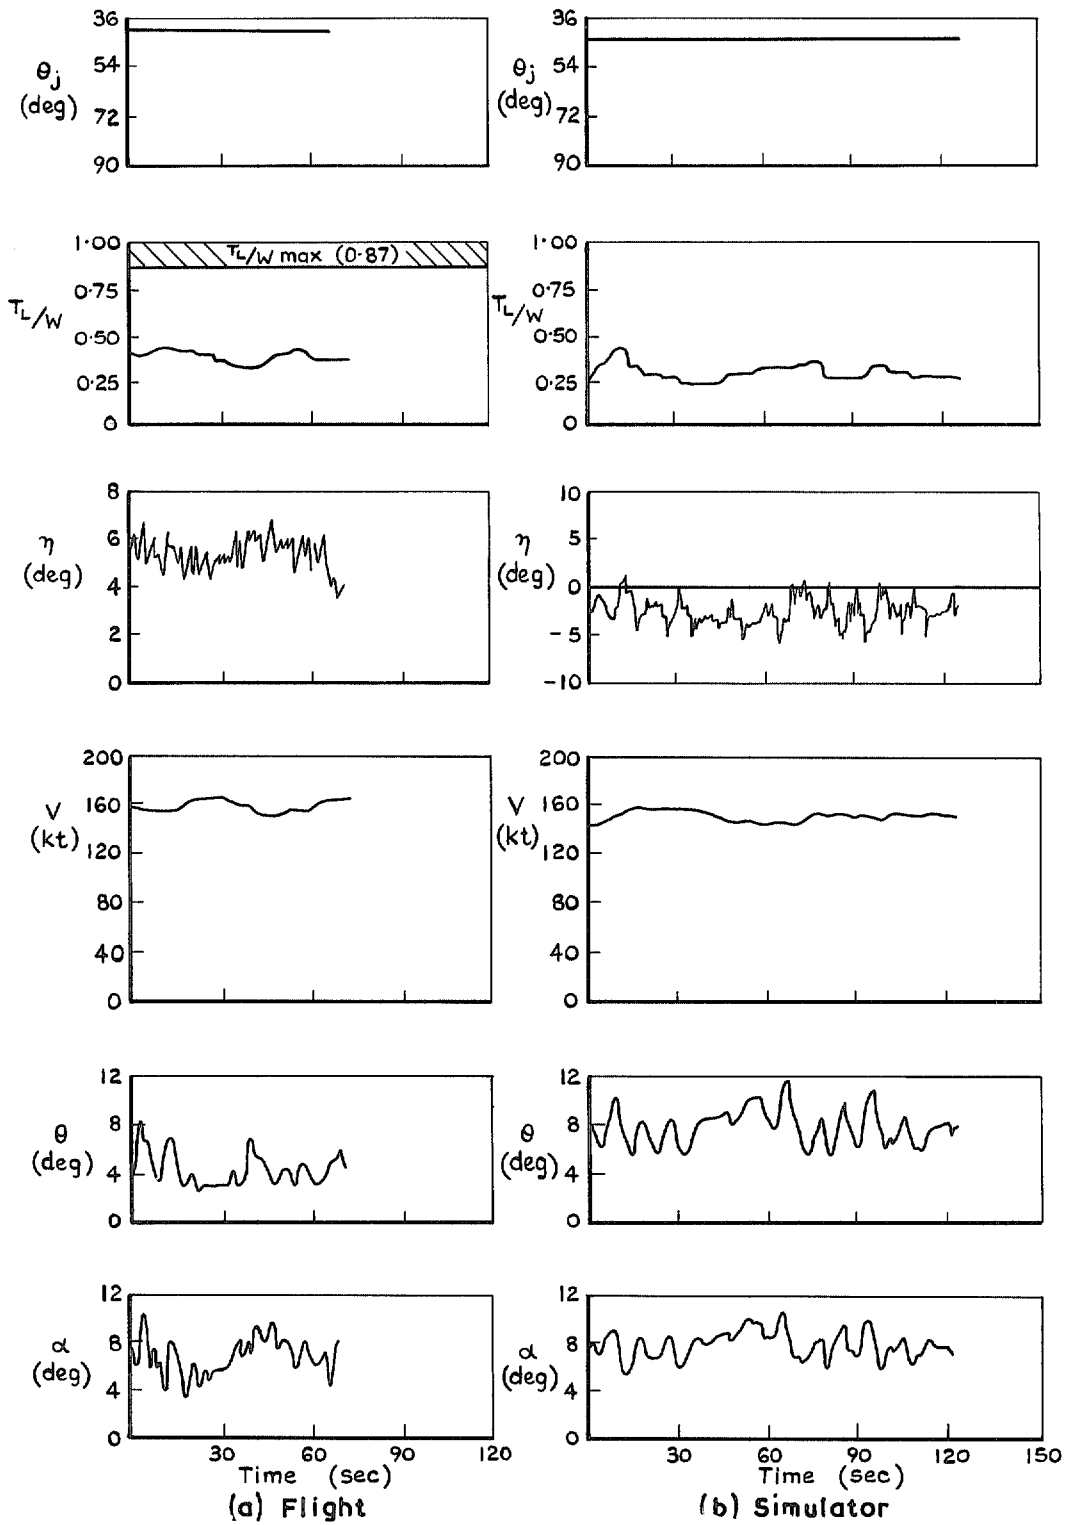 36
θj
(deg)
54
72
90
36
θj
(deg)
54
72
90
1·00
TL/W max (0·87)
0·75
TL/W
0·50
0·25
0
1·00
0·75
TL/W
0·50
0·25
0
8
6
η
(deg)
4
2
0
10
5
η
(deg)
0
-5
-10
200
160
V
(kt)
120
80
40
0
200
160
V
(kt)
120
80
40
0
12
8
θ
(deg)
4
0
12
8
θ
(deg)
4
0
12
8
α
(deg)
4
0
30 60 90 120
Time (sec)
(a) Flight
12
8
α
(deg)
4
0
30 60 90 120 150
Time (sec)
(b) Simulator